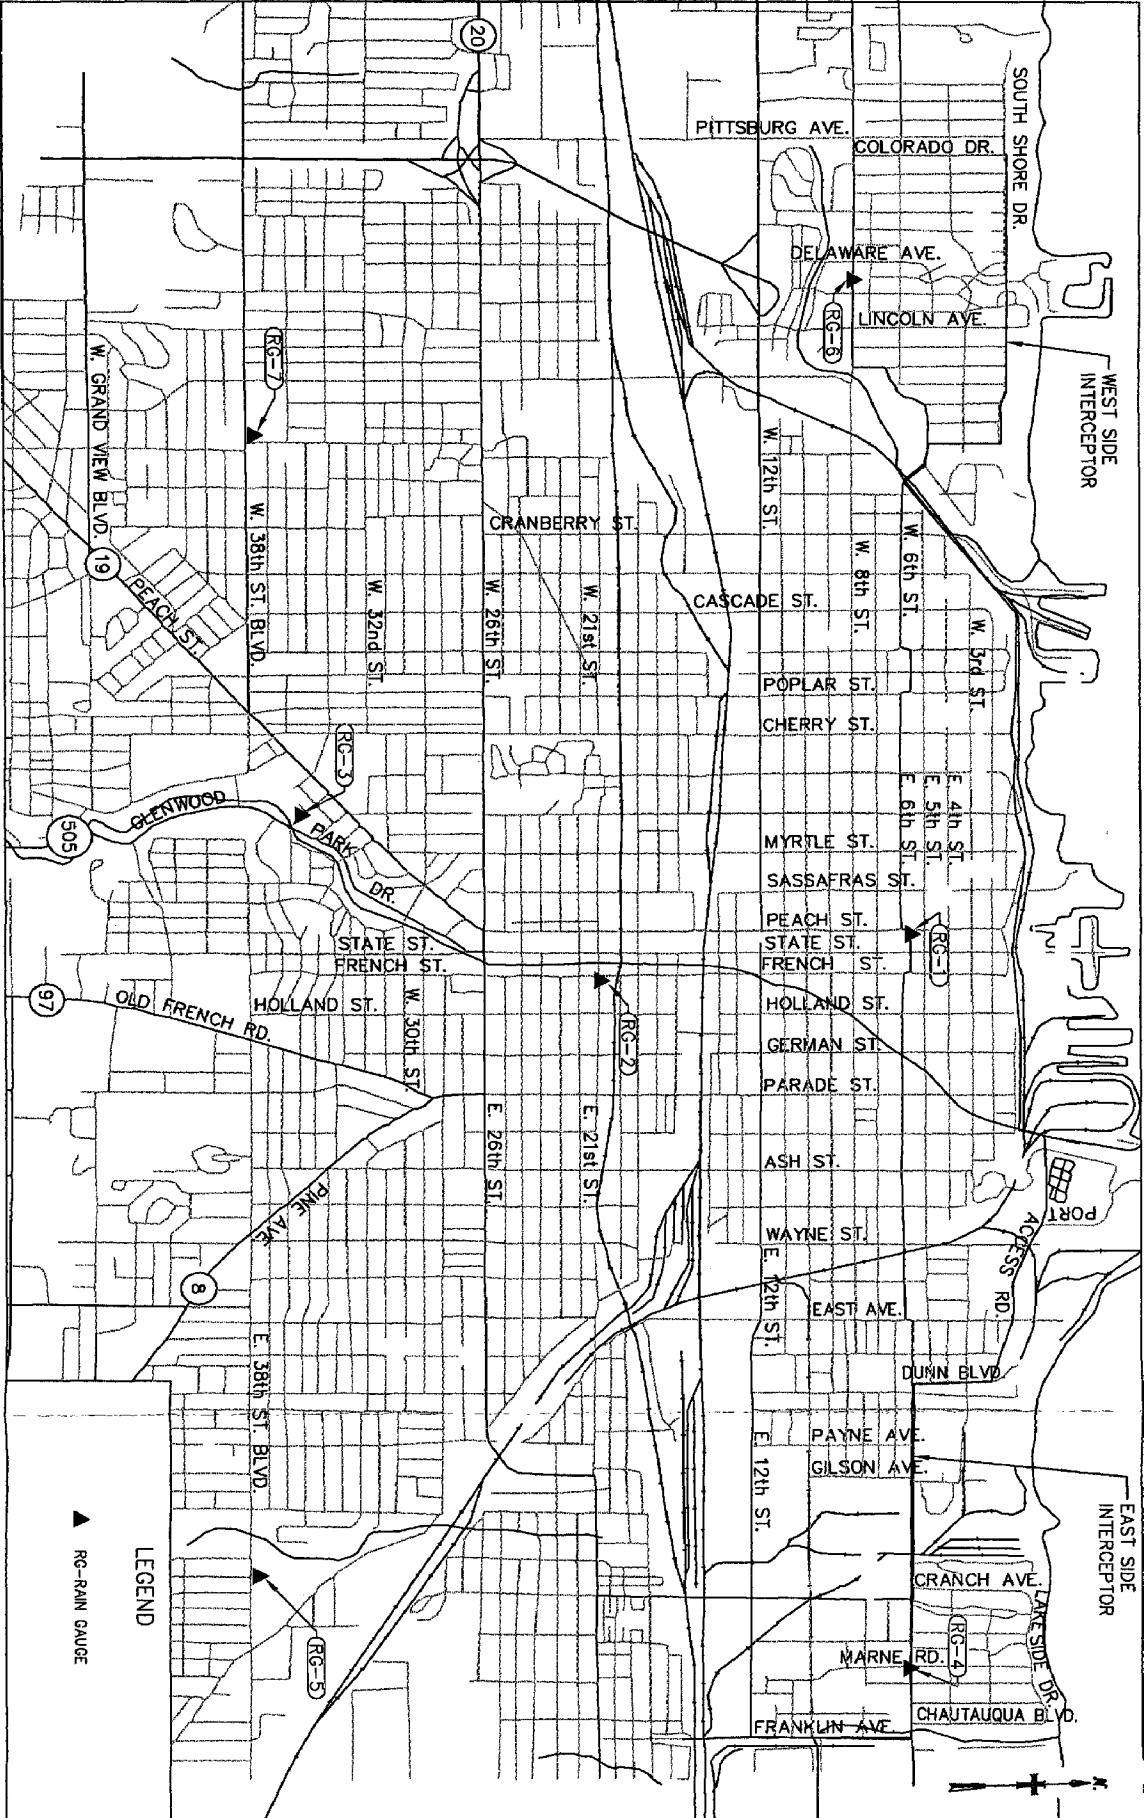 SOUTH SHORE DR.
PITTSBURG AVE.
COLORADO DR.
DELAWARE AVE.
LINCOLN AVE.
RG-6
WEST SIDE
INTERCEPTOR
20
RG-7
W. GRAND VIEW BLVD.
19
PEACH ST.
W. 38th ST. BLVD.
W. 32nd ST.
W. 26th ST.
W. 21st ST.
CRANBERRY ST.
W. 12th ST.
W. 8th ST.
W. 6th ST.
W. 3rd ST.
CASCADE ST.
POPLAR ST.
CHERRY ST.
E. 4th ST.
E. 5th ST.
E. 6th ST.
MYRTLE ST.
SASSAFRAS ST.
PEACH ST.
STATE ST.
FRENCH ST.
HOLLAND ST.
GERMAN ST.
PARADE ST.
RG-1
RG-3
GLENWOOD
PARK
DR.
505
STATE ST.
FRENCH ST.
HOLLAND ST.
97
OLD FRENCH RD.
W. 30th ST.
RG-2
E. 26th ST.
E. 21st ST.
ASH ST.
WAYNE ST.
E. 12th ST.
EAST AVE.
PORT
ACCESS RD.
DUNN BLVD.
PINE AVE
8
E. 38th ST. BLVD.
E. 38th ST. BLVD.
PAYNE AVE.
GILSON AVE.
E. 12th ST.
EAST SIDE
INTERCEPTOR
CRANCH AVE.
LAKESIDE DR.
RG-4
MARNE RD.
CHAUTAUQUA BLVD.
FRANKLIN AVE.
RG-5
LEGEND
RG-RAIN GAUGE
N.